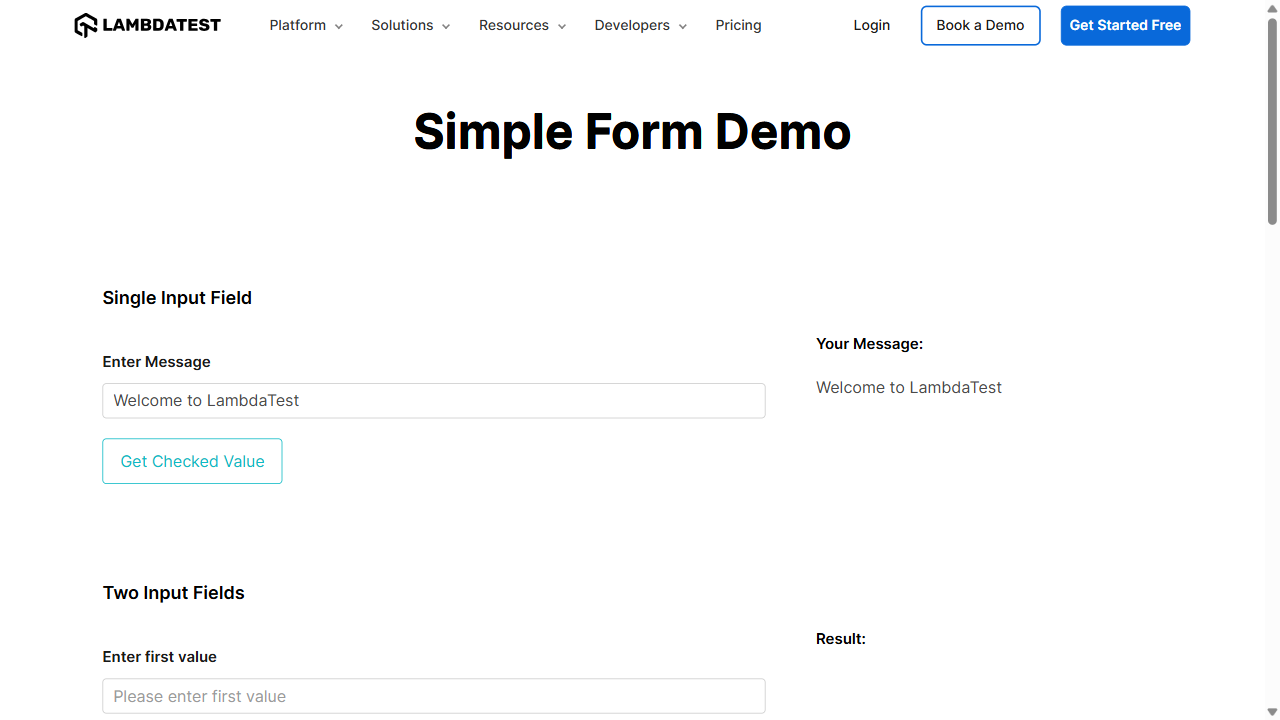 LAMBDATEST Platform Solutions Resources Developers Pricing Login Book a Demo Get Started Free
Simple Form Demo
Single Input Field
Your Message:
Enter Message
Welcome to LambdaTest
Welcome to LambdaTest
Get Checked Value
Two Input Fields
Result:
Enter first value
Please enter first value